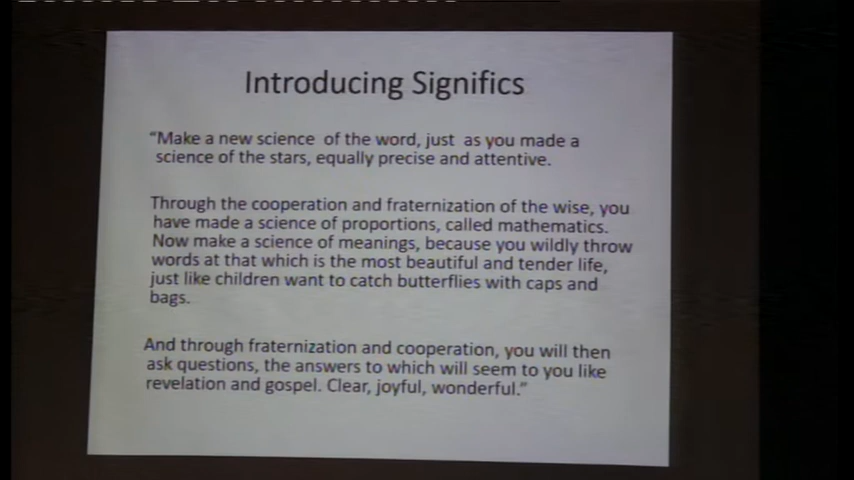 Introducing Significs
“Make a new science of the word, just as you made a
science of the stars, equally precise and attentive.
Through the cooperation and fraternization of the wise, you
have made a science of proportions, called mathematics.
Now make a science of meanings, because you wildly throw
words at that which is the most beautiful and tender life,
just like children want to catch butterflies with caps and
bags.
And through fraternization and cooperation, you will then
ask questions, the answers to which will seem to you like
revelation and gospel. Clear, joyful, wonderful.”